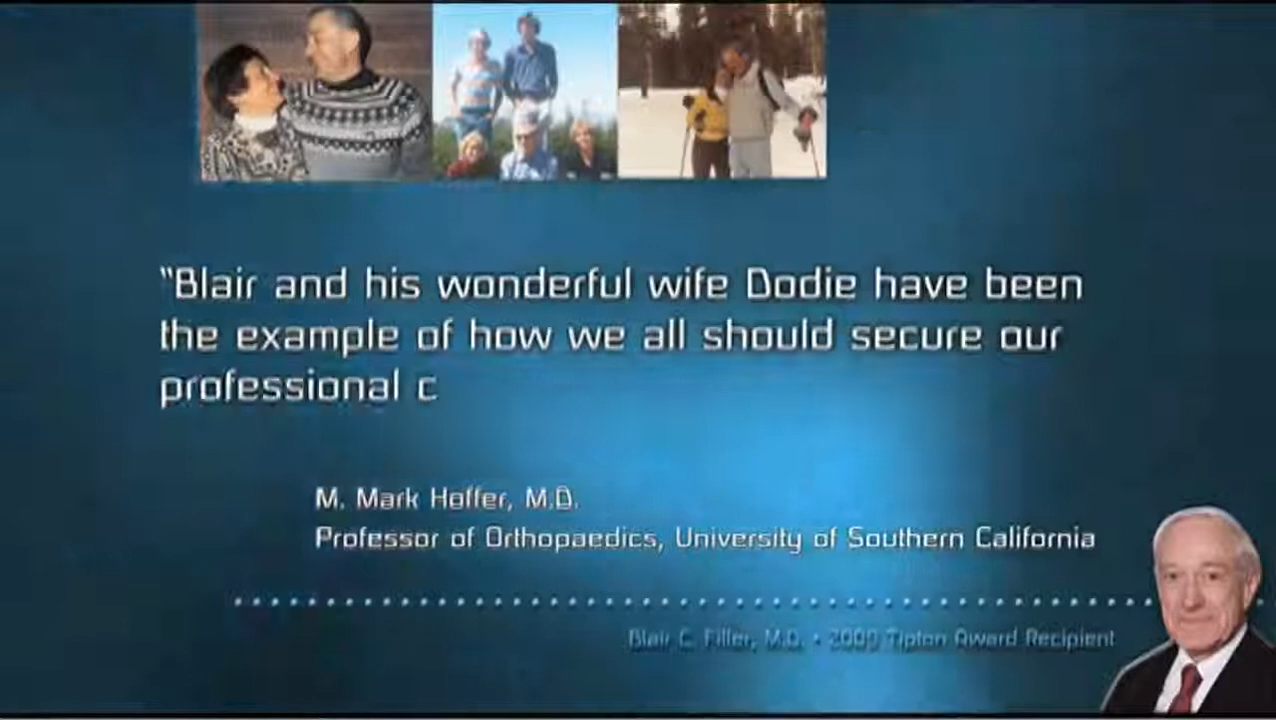 “Blair and his wonderful wife Dodie have been
the example of how we all should secure our
professional c
M. Mark Hoffer, M.D.
Professor of Orthopaedics, University of Southern California
Blair C. Filler, M.D. • 2009 Tipton Award Recipient